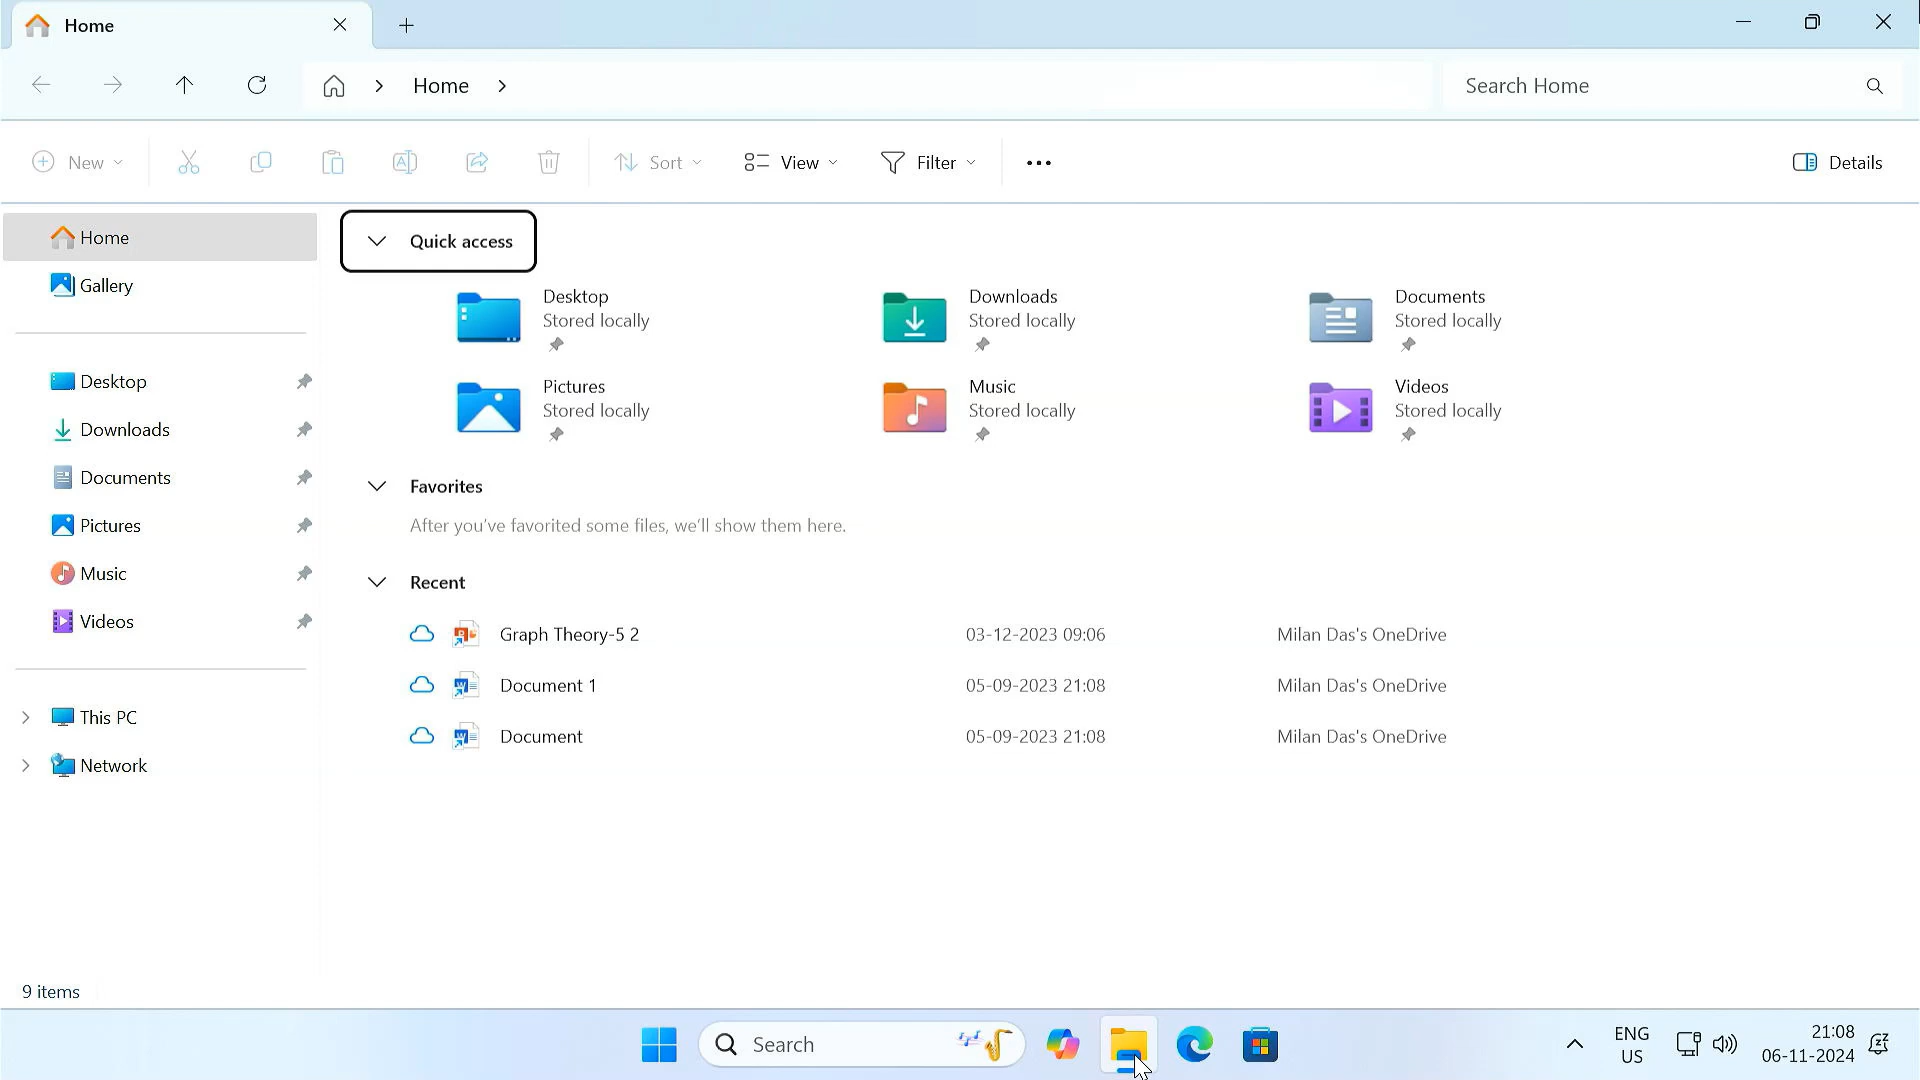 Home
Home
Search Home
New
Sort
View
Filter
Details
Home
Gallery
Desktop
Downloads
Documents
Pictures
Music
Videos
This PC
Network
Quick access
Desktop
Stored locally
Downloads
Stored locally
Documents
Stored locally
Pictures
Stored locally
Music
Stored locally
Videos
Stored locally
Favorites
After you've favorited some files, we'll show them here.
Recent
Graph Theory-5 2 03-12-2023 09:06 Milan Das's OneDrive
Document 1 05-09-2023 21:08 Milan Das's OneDrive
Document 05-09-2023 21:08 Milan Das's OneDrive
9 items
Search
ENG
US
21:08
06-11-2024